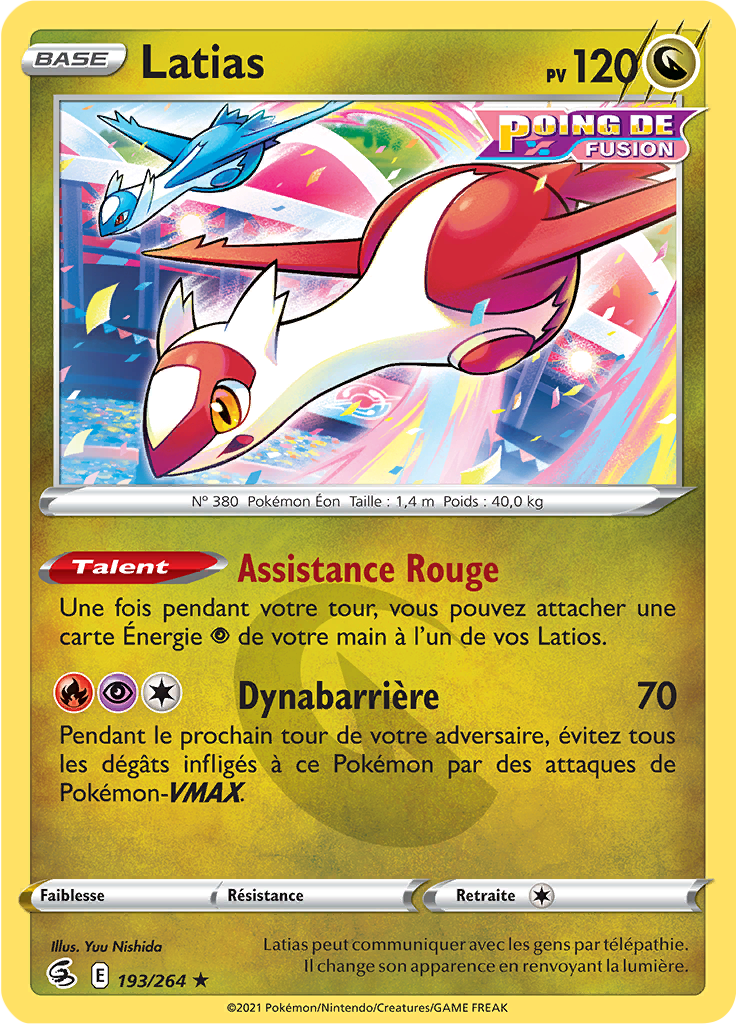 BASE
Latias
PV 120
POING DE
FUSION
N° 380 Pokémon Éon Taille : 1,4 m Poids : 40,0 kg
Talent
Assistance Rouge
Une fois pendant votre tour, vous pouvez attacher une
carte Énergie de votre main à l'un de vos Latios.
Dynabarrière 70
Pendant le prochain tour de votre adversaire, évitez tous
les dégâts infligés à ce Pokémon par des attaques de
Pokémon-VMAX.
Faiblesse Résistance Retraite
Illus. Yuu Nishida
Latias peut communiquer avec les gens par télépathie.
Il change son apparence en renvoyant la lumière.
E 193/264 ★
©2021 Pokémon/Nintendo/Creatures/GAME FREAK